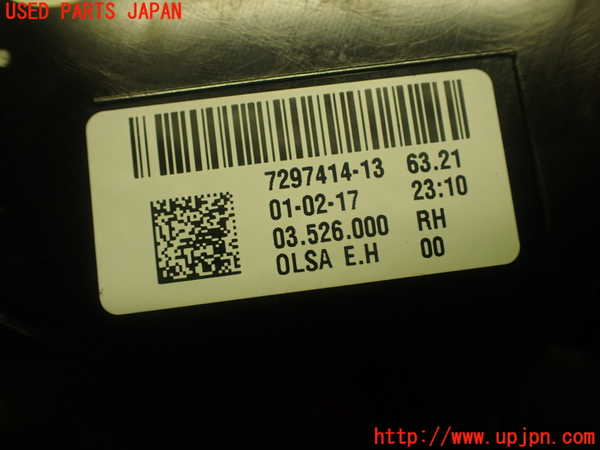 USED PARTS JAPAN
7297414-13 63.21
01-02-17 23:10
03.526.000 RH
OLSA E.H 00
www.upjpn.com